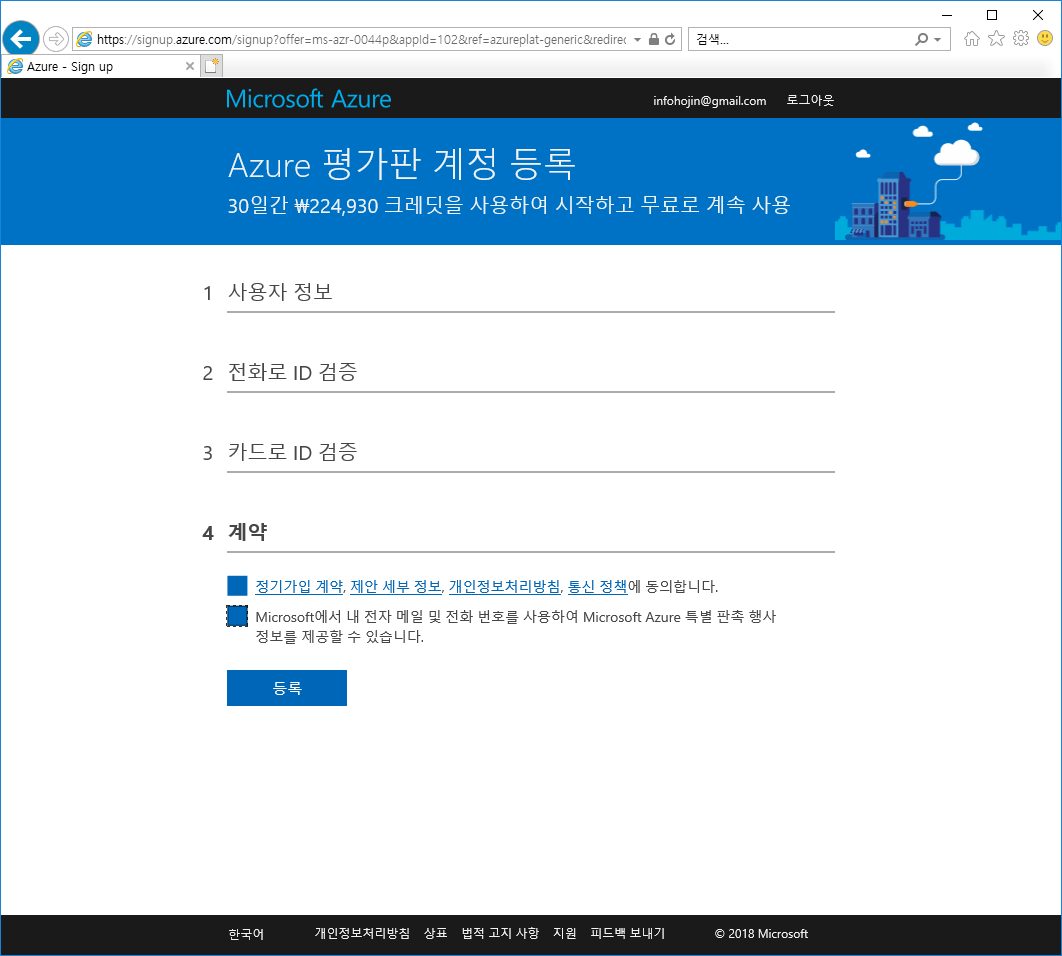 https://signup.azure.com/signup?offer=ms-azr-0044p&appId=102&ref=azureplat-generic&redirec
검색...
Azure - Sign up
Microsoft Azure
infohojin@gmail.com 로그아웃
Azure 평가판 계정 등록
30일간 ₩224,930 크레딧을 사용하여 시작하고 무료로 계속 사용
1 사용자 정보
2 전화로 ID 검증
3 카드로 ID 검증
4 계약
정기가입 계약, 제안 세부 정보, 개인정보처리방침, 통신 정책에 동의합니다.
Microsoft에서 내 전자 메일 및 전화 번호를 사용하여 Microsoft Azure 특별 판촉 행사
정보를 제공할 수 있습니다.
등록
한국어 개인정보처리방침 상표 법적 고지 사항 지원 피드백 보내기 © 2018 Microsoft